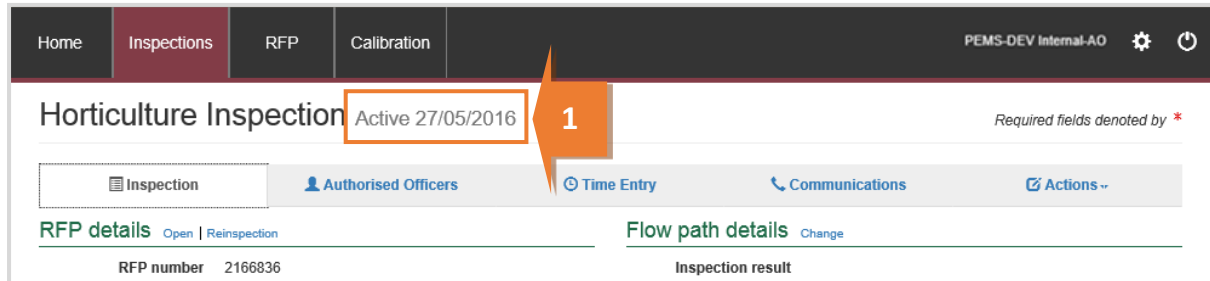 Home Inspections RFP Calibration PEMS-DEV Internal-AO
Horticulture Inspection Active 27/05/2016 1 Required fields denoted by *
Inspection Authorised Officers Time Entry Communications Actions
RFP details Open | Reinspection Flow path details Change
RFP number 2166836 Inspection result